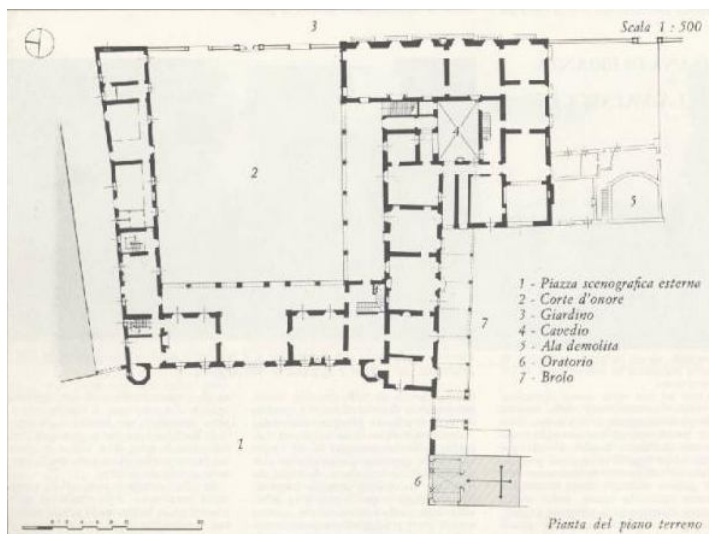 3
Scala 1 : 500
4
2
5
1 - Piazza scenografica esterna
2 - Corte d'onore
3 - Giardino
4 - Cavedio
5 - Ala demolita
6 - Oratorio
7 - Brolo
7
1
6
Pianta del piano terreno